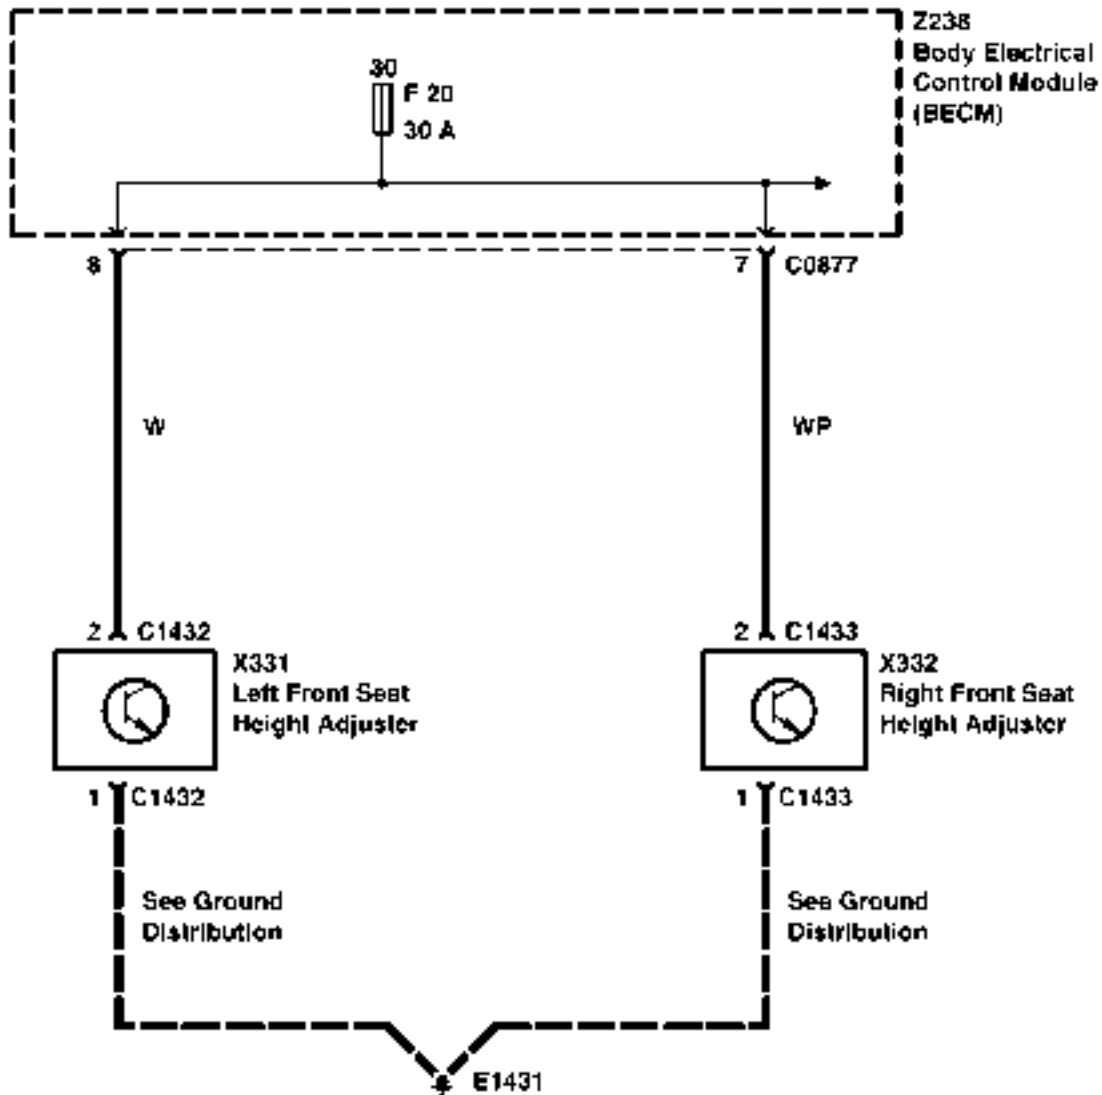 Z238
Body Electrical
Control Module
(BECM)
30
F 20
30 A
8
7 C0877
W
WP
2 C1432
X331
Left Front Seat
Height Adjuster
2 C1433
X332
Right Front Seat
Height Adjuster
1 C1432
1 C1433
See Ground
Distribution
See Ground
Distribution
E1431